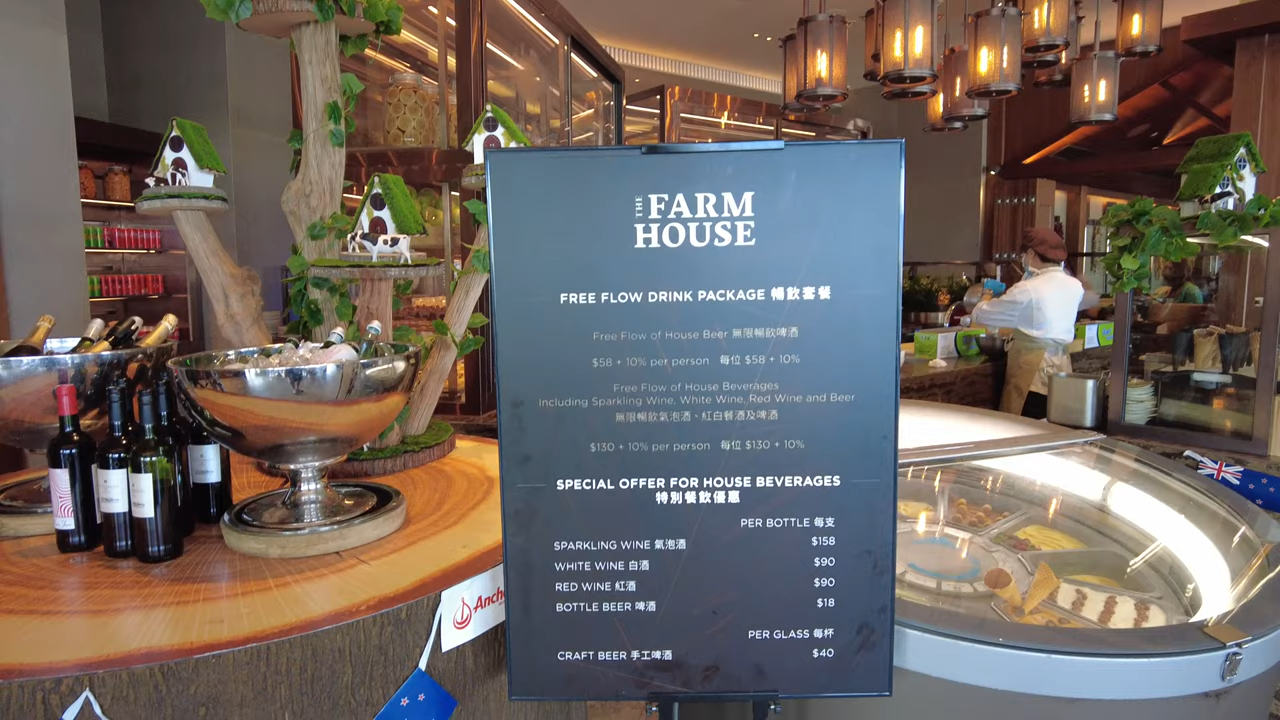 THE FARM
HOUSE
FREE FLOW DRINK PACKAGE 暢飲套餐
Free Flow of House Beer 無限暢飲啤酒
$58 + 10% per person 每位 $58 + 10%
Free Flow of House Beverages
Including Sparkling Wine, White Wine, Red Wine and Beer
無限暢飲氣泡酒、紅白餐酒及啤酒
$130 + 10% per person 每位 $130 + 10%
SPECIAL OFFER FOR HOUSE BEVERAGES
特別餐飲優惠
PER BOTTLE 每支
SPARKLING WINE 氣泡酒 $158
WHITE WINE 白酒 $90
RED WINE 紅酒 $90
BOTTLE BEER 啤酒 $18
PER GLASS 每杯
CRAFT BEER 手工啤酒 $40